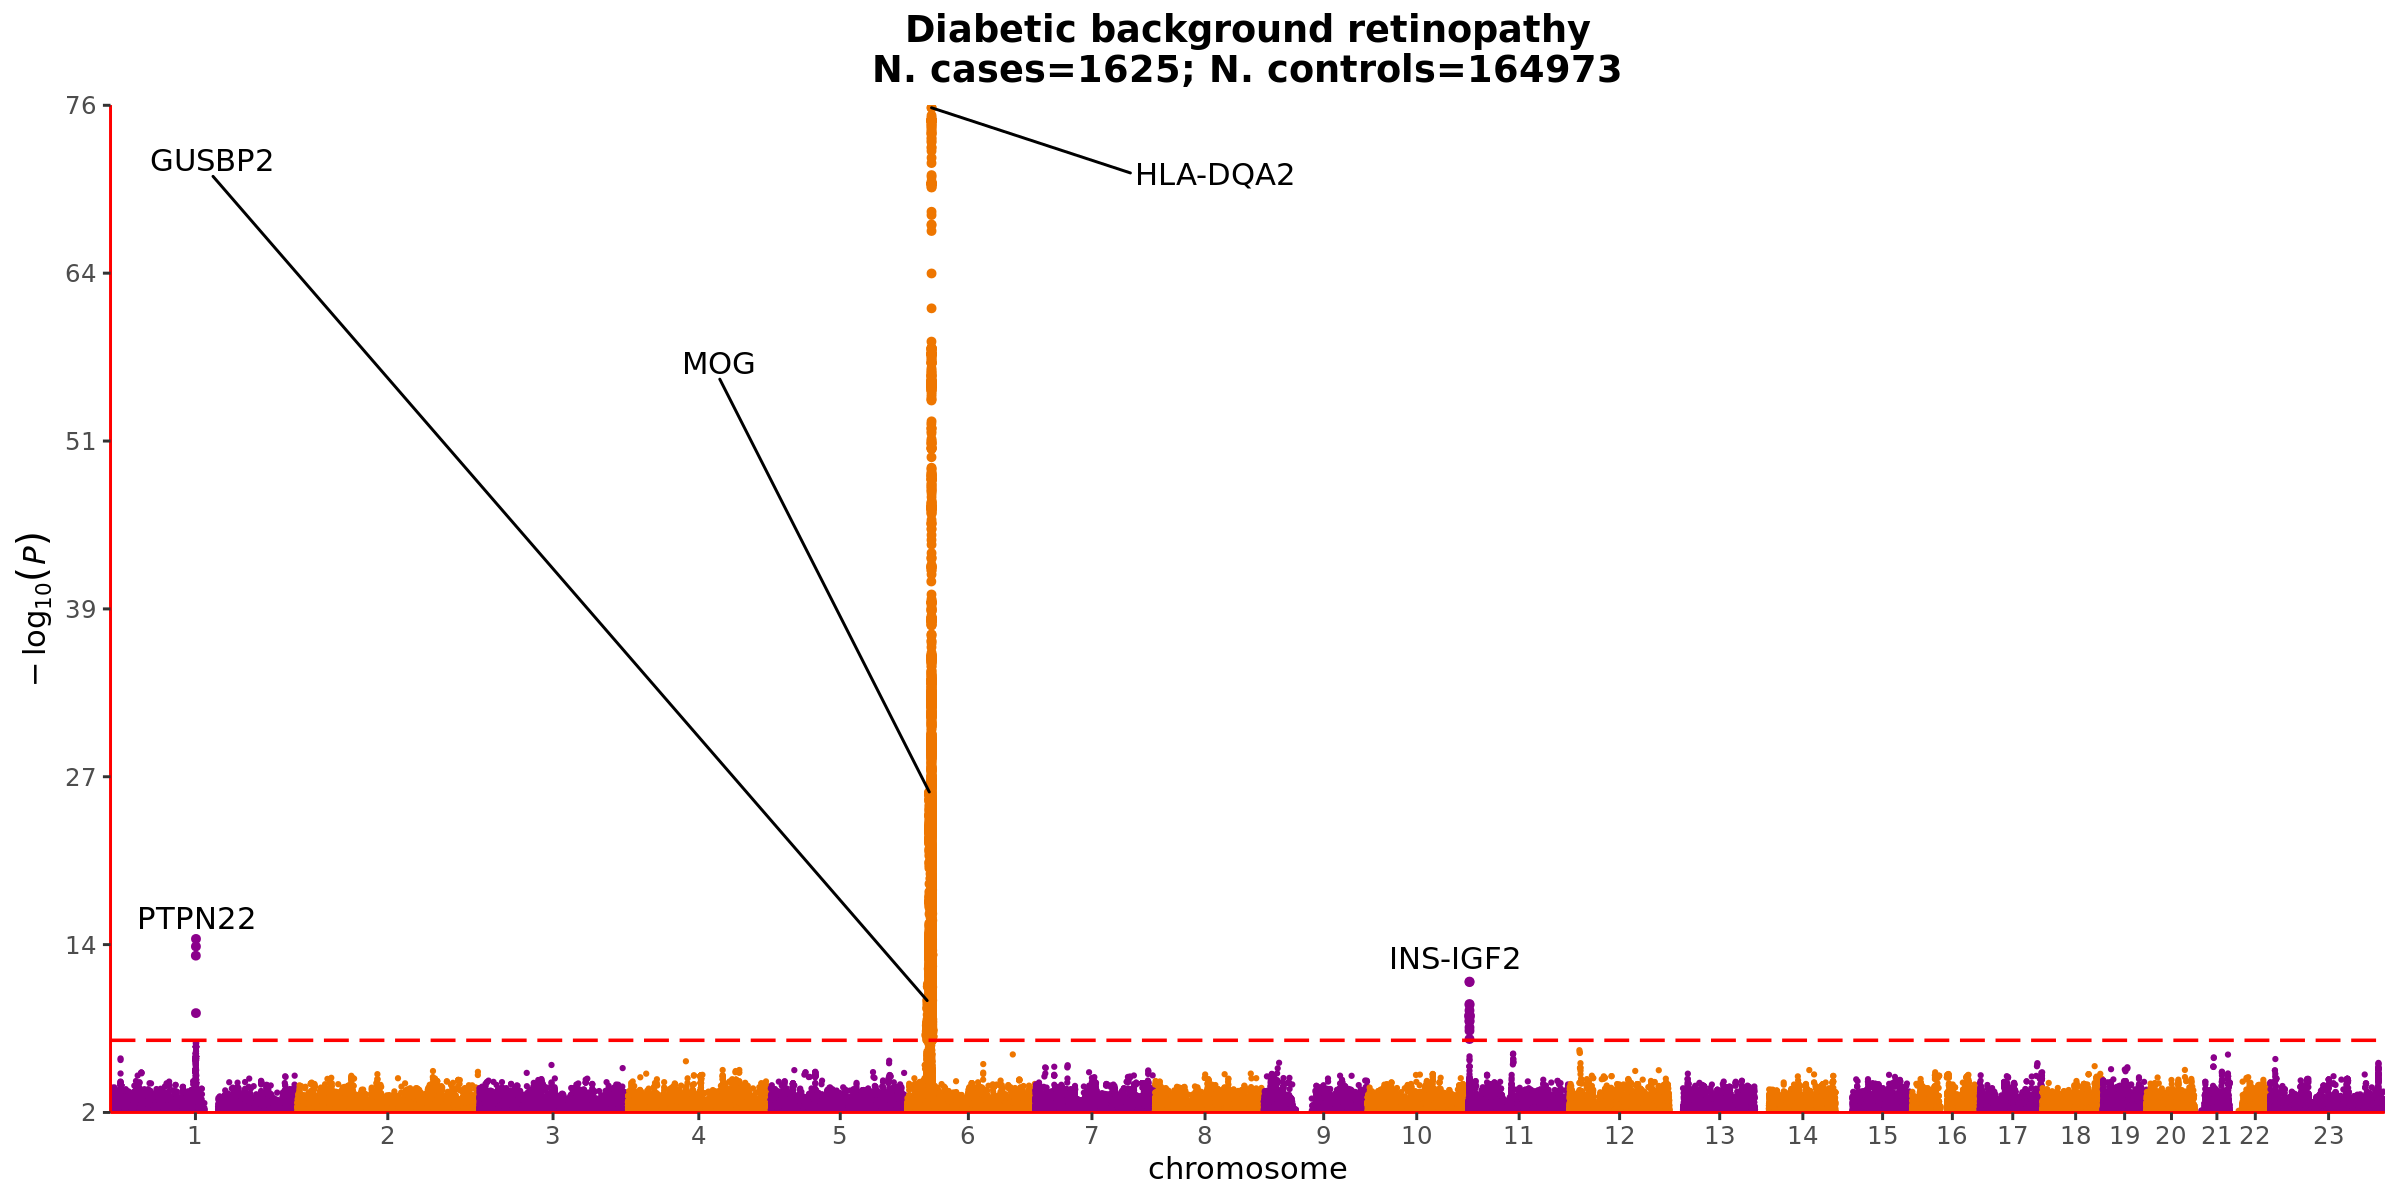 Diabetic background retinopathy
N. cases=1625; N. controls=164973
76
GUSBP2
HLA-DQA2
64
MOG
51
− log10(P)
39
27
PTPN22
14
INS-IGF2
2
1 2 3 4 5 6 7 8 9 10 11 12 13 14 15 16 17 18 19 20 21 22 23
chromosome